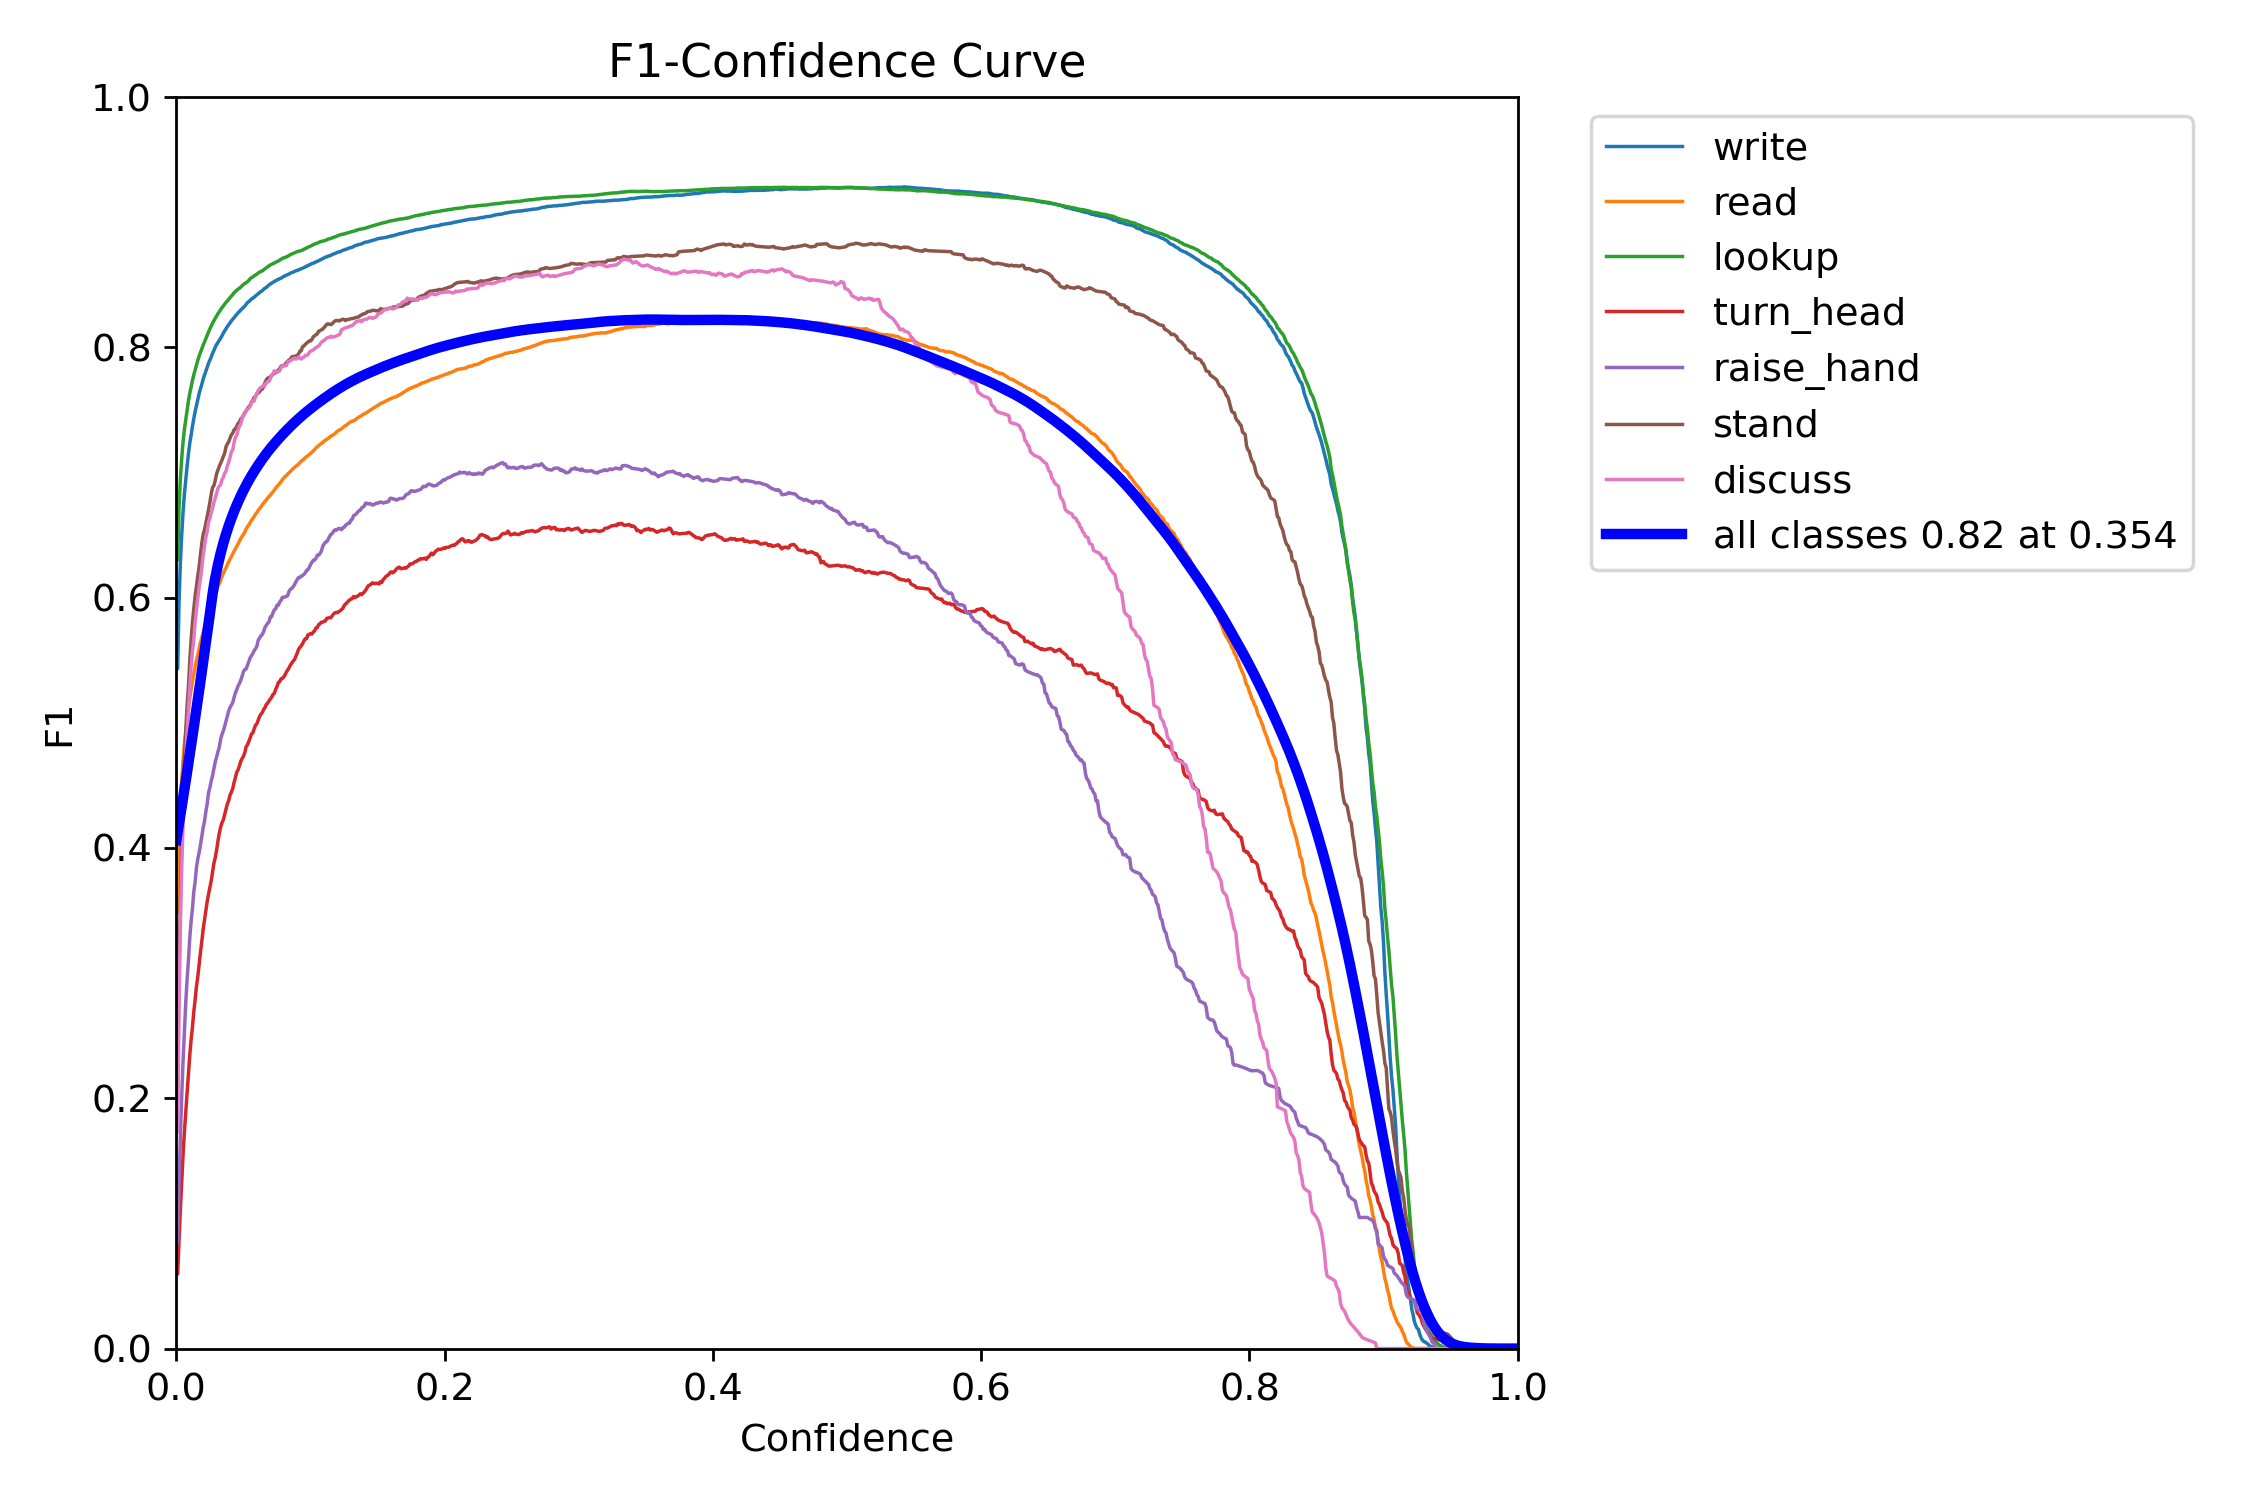 F1-Confidence Curve
1.0
0.8
0.6
0.4
0.2
0.0
F1
0.0 0.2 0.4 0.6 0.8 1.0
Confidence
write
read
lookup
turn_head
raise_hand
stand
discuss
all classes 0.82 at 0.354